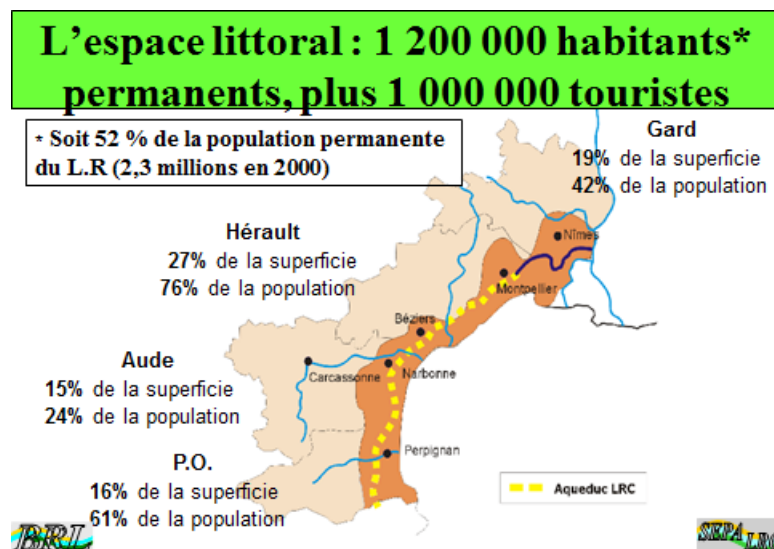 L'espace littoral : 1 200 000 habitants*
permanents, plus 1 000 000 touristes
* Soit 52 % de la population permanente
du L.R (2,3 millions en 2000)
Gard
19% de la superficie
42% de la population
Hérault
27% de la superficie
76% de la population
Nîmes
Montpellier
Béziers
Aude
15% de la superficie
24% de la population
Carcassonne
Narbonne
P.O.
16% de la superficie
61% de la population
Perpignan
Aqueduc LRC
BRL
SEPA LRC